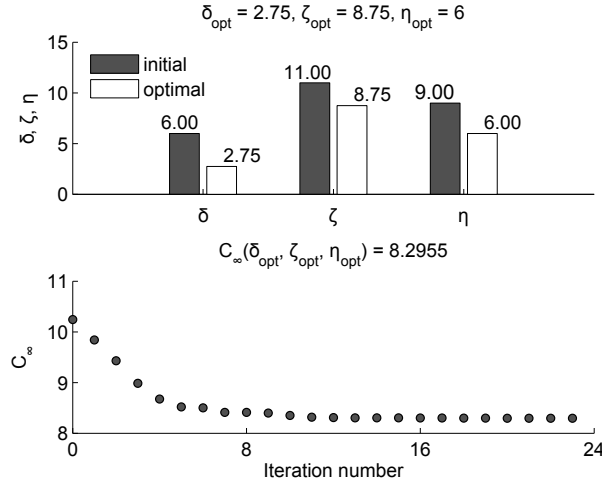 δopt = 2.75, ζopt = 8.75, ηopt = 6
15
10
5
0
δ, ζ, η
initial
optimal
6.00
2.75
11.00
8.75
9.00
6.00
δ
ζ
η
C∞(δopt, ζopt, ηopt) = 8.2955
11
10
9
8
C∞
0
8
16
24
Iteration number